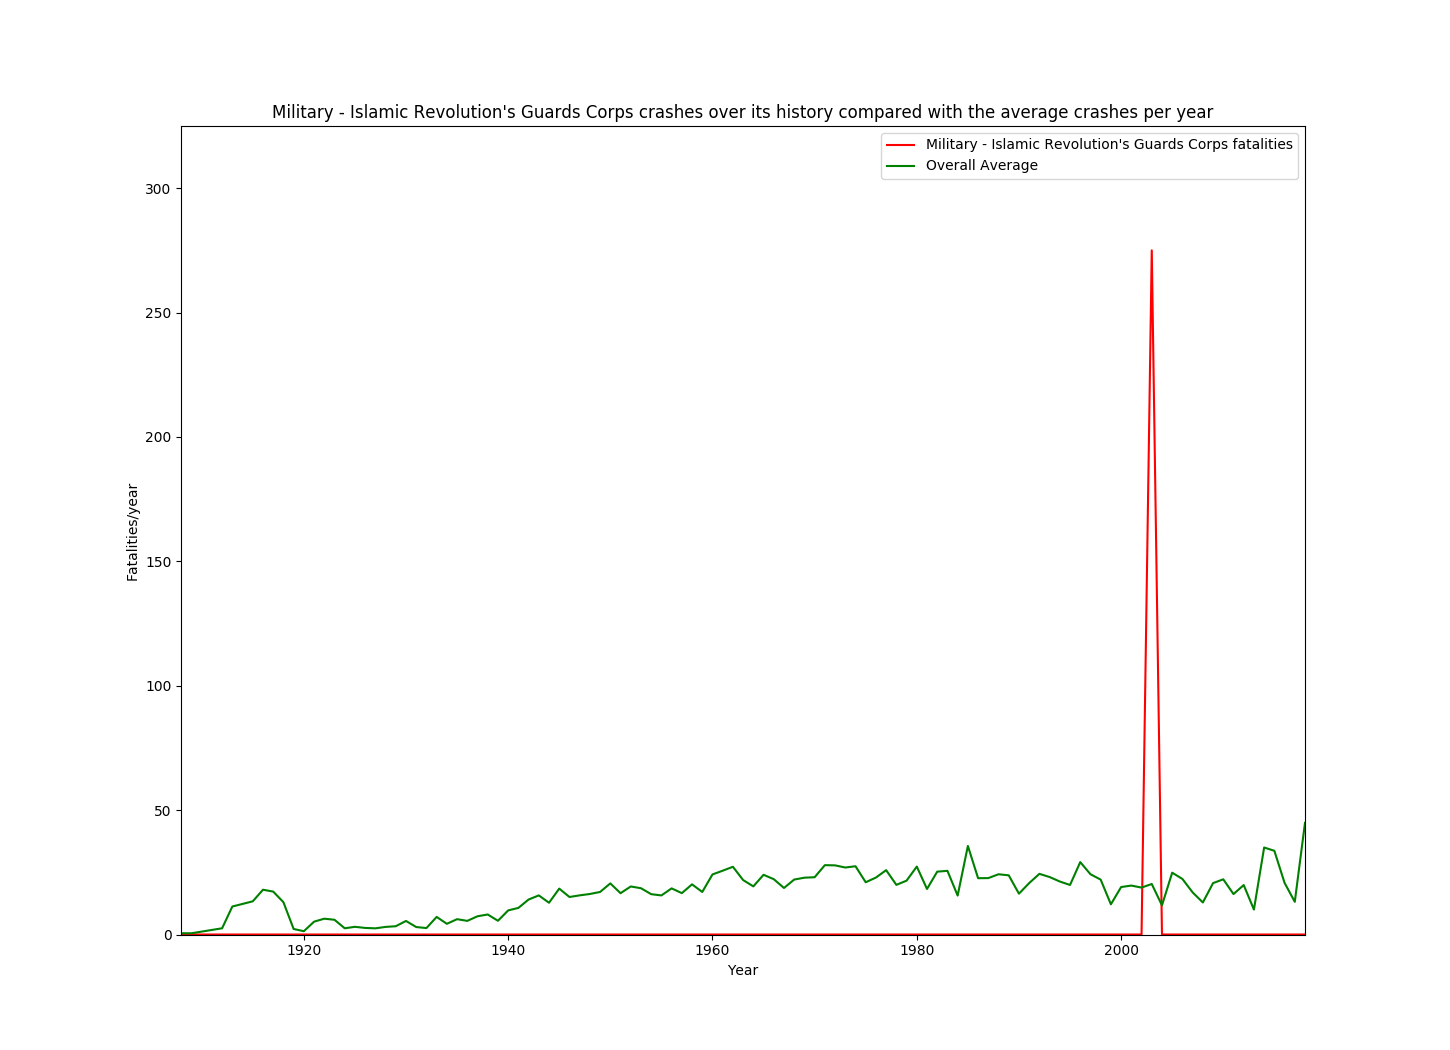 Military - Islamic Revolution's Guards Corps crashes over its history compared with the average crashes per year
Military - Islamic Revolution's Guards Corps fatalities
Overall Average
300
250
200
150
100
50
0
Fatalities/year
1920 1940 1960 1980 2000
Year